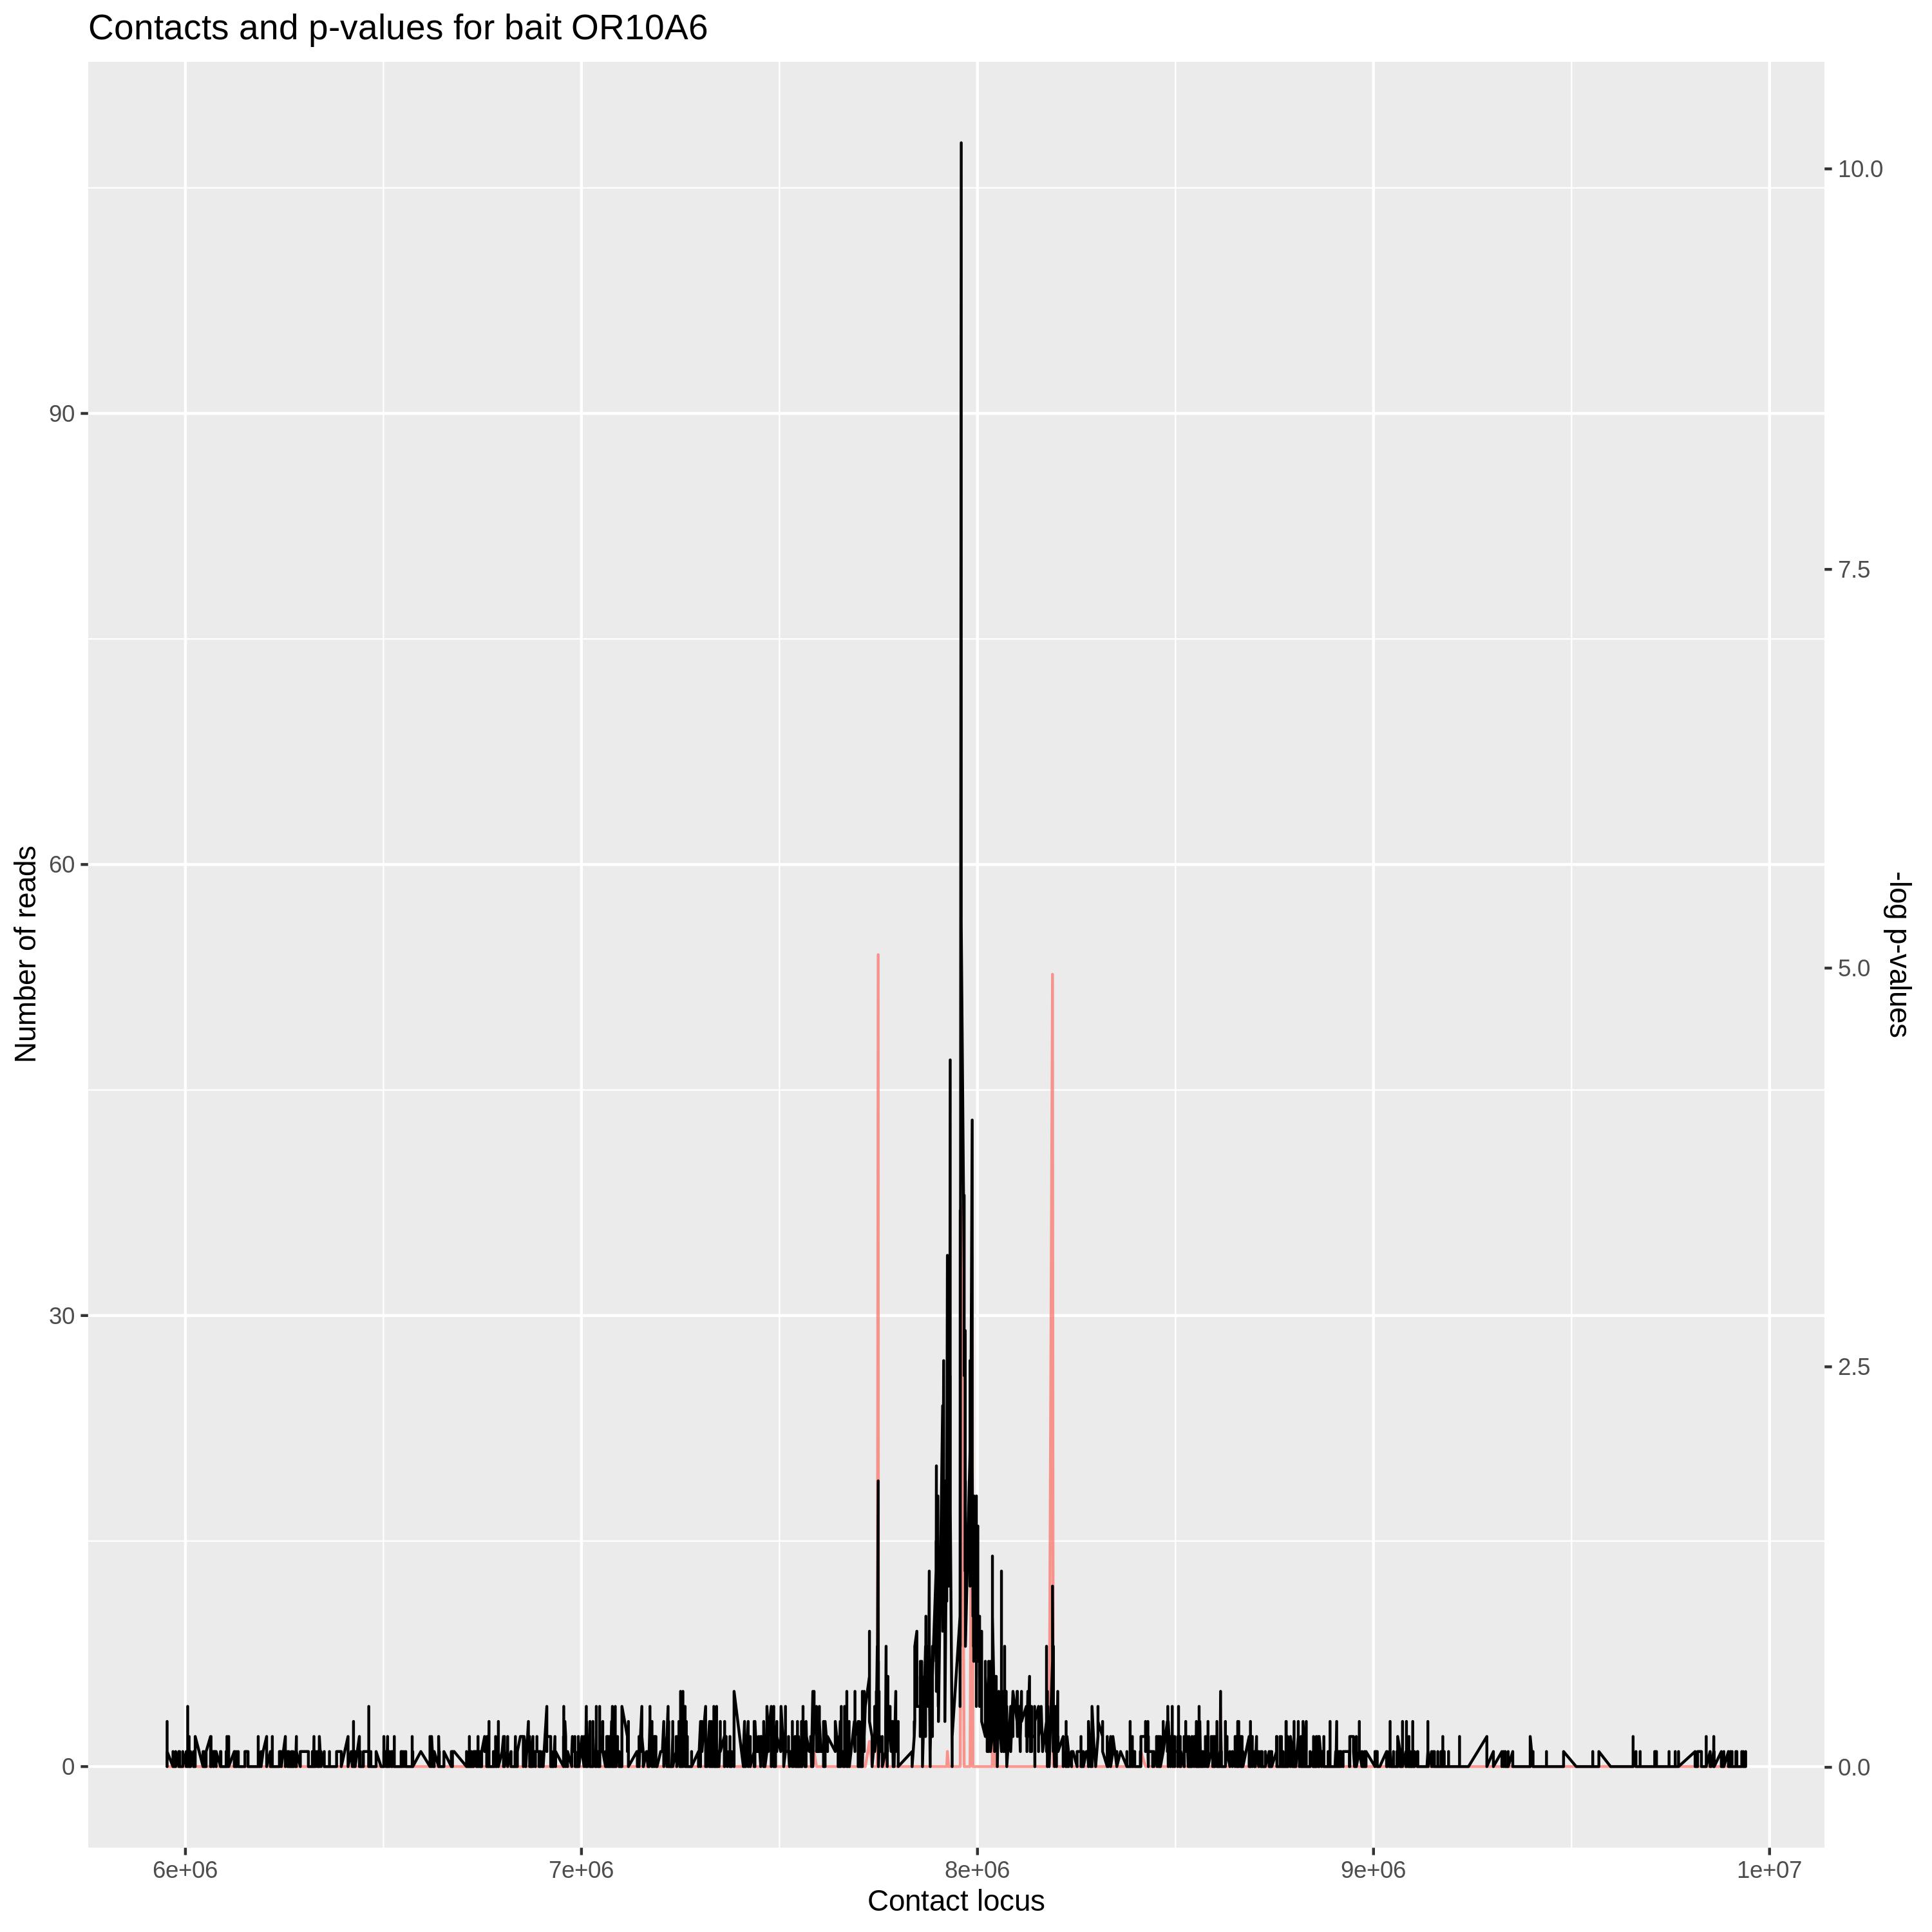 Contacts and p-values for bait OR10A6
Number of reads
90
60
30
0
10.0
7.5
5.0
2.5
0.0
-log p-values
6e+06
7e+06
8e+06
9e+06
1e+07
Contact locus